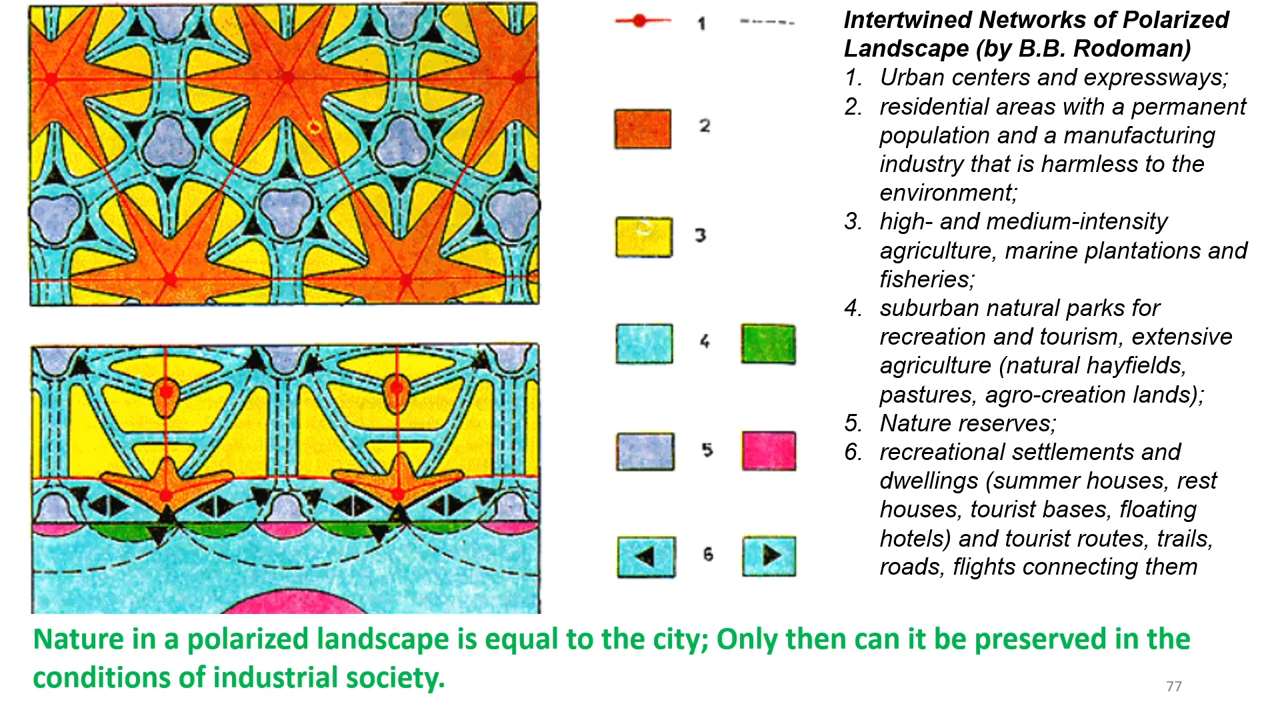 1
2
3
4
5
6
Intertwined Networks of Polarized
Landscape (by B.B. Rodoman)
1. Urban centers and expressways;
2. residential areas with a permanent
population and a manufacturing
industry that is harmless to the
environment;
3. high- and medium-intensity
agriculture, marine plantations and
fisheries;
4. suburban natural parks for
recreation and tourism, extensive
agriculture (natural hayfields,
pastures, agro-creation lands);
5. Nature reserves;
6. recreational settlements and
dwellings (summer houses, rest
houses, tourist bases, floating
hotels) and tourist routes, trails,
roads, flights connecting them
Nature in a polarized landscape is equal to the city; Only then can it be preserved in the
conditions of industrial society.
77